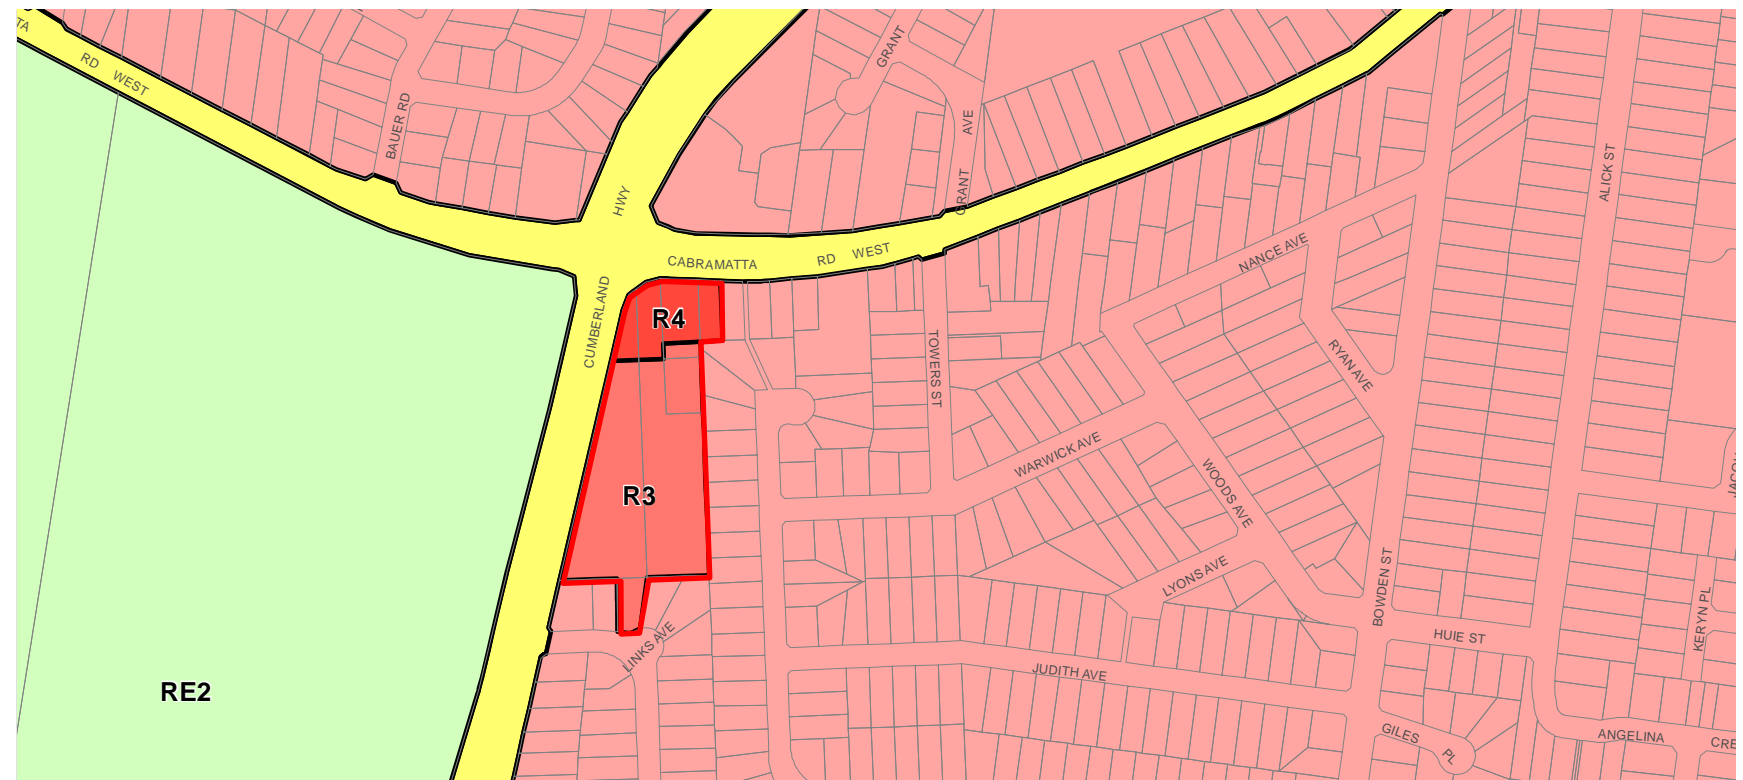 TA
RD WEST
BAUER RD
GRANT
AVE
GRANT
HWY
CABRAMATTA RD WEST
CUMBERLAND
ALICK ST
NANCE AVE
R4
TOWERS ST
RYAN AVE
WARWICK AVE
WOODS AVE
R3
LYONS AVE
BOWDEN ST
KERYN PL
HUIE ST
LINKS AVE
JUDITH AVE
RE2
GILES PL
ANGELINA CRE